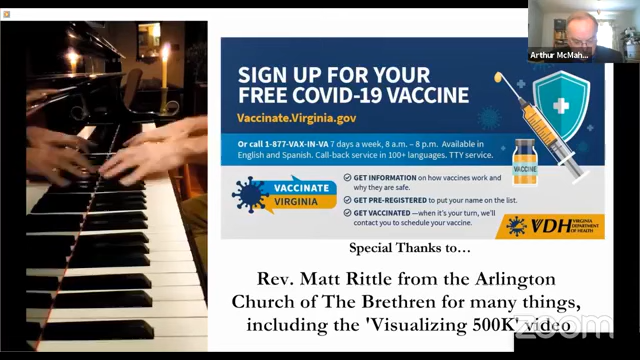 Arthur McMah...
SIGN UP FOR YOUR
FREE COVID-19 VACCINE
Vaccinate.Virginia.gov
Or call 1-877-VAX-IN-VA 7 days a week, 8 a.m. – 8 p.m. Available in
English and Spanish. Call-back service in 100+ languages. TTY service.
VACCINE
VACCINATE
VIRGINIA
GET INFORMATION on how vaccines work and
why they are safe.
GET PRE-REGISTERED to put your name on the list.
GET VACCINATED—when it's your turn, we'll
contact you to schedule your vaccine.
VDH VIRGINIA
DEPARTMENT
OF HEALTH
Special Thanks to…
Rev. Matt Rittle from the Arlington
Church of The Brethren for many things,
including the 'Visualizing 500K' video
zoom